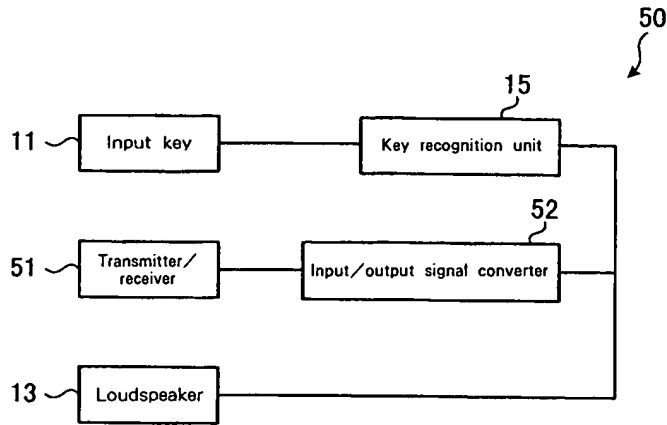 50
15
11
Input key
Key recognition unit
52
51
Transmitter/
receiver
Input/output signal converter
13
Loudspeaker